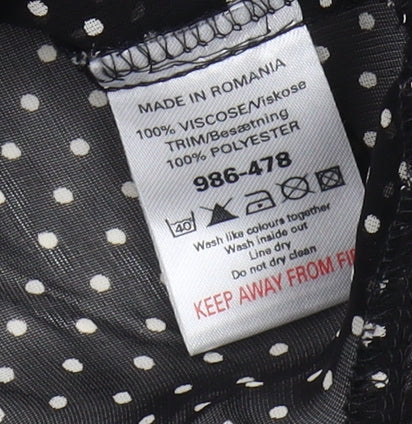 MADE IN ROMANIA
100% VISCOSE/Viskose
TRIM/Besætning
100% POLYESTER
986-478
40
Wash like colours together
Wash inside out
Line dry
Do not dry clean
KEEP AWAY FROM